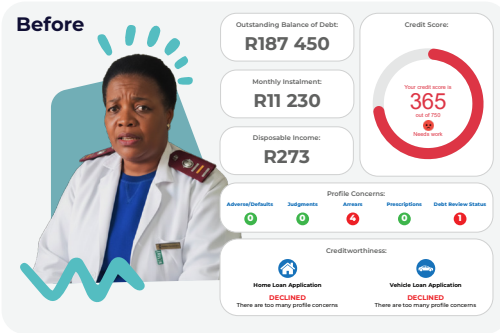 Before
Outstanding Balance of Debt:
R187 450
Monthly Instalment:
R11 230
Disposable Income:
R273
Credit Score:
Your credit score is
365
out of 750
Needs work
Profile Concerns:
Adverse/Defaults Judgments Arrears Prescriptions Debt Review Status
0 0 4 0 1
Creditworthiness:
Home Loan Application Vehicle Loan Application
DECLINED DECLINED
There are too many profile concerns There are too many profile concerns